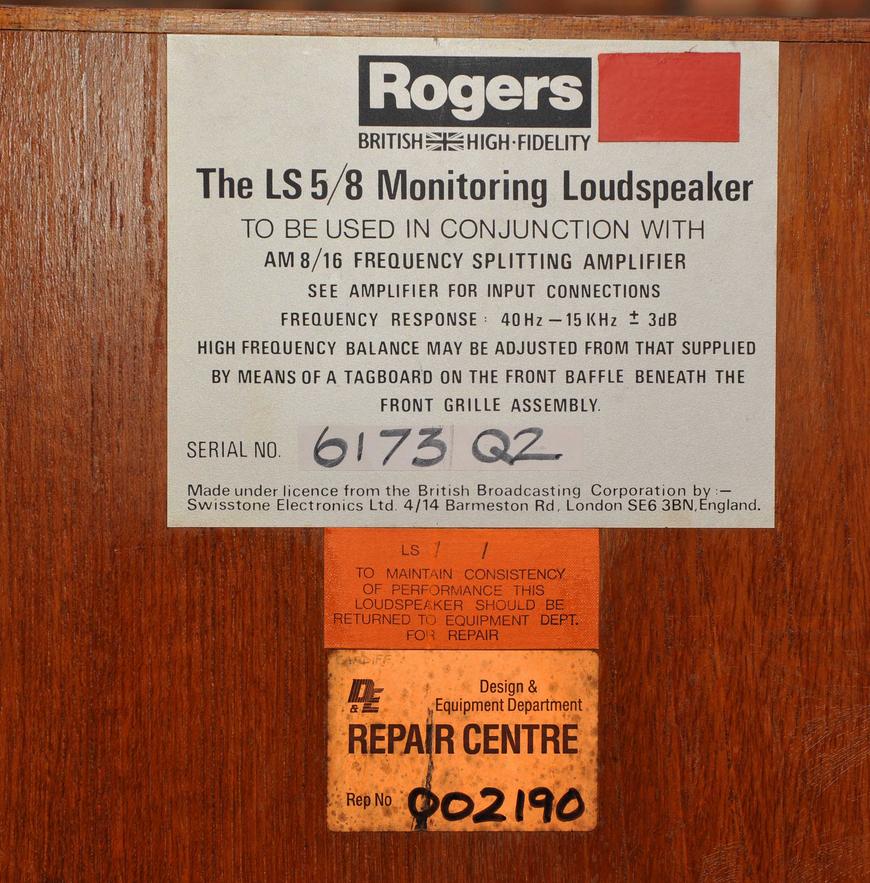 Rogers
BRITISH HIGH·FIDELITY
The LS 5/8 Monitoring Loudspeaker
TO BE USED IN CONJUNCTION WITH
AM 8/16 FREQUENCY SPLITTING AMPLIFIER
SEE AMPLIFIER FOR INPUT CONNECTIONS
FREQUENCY RESPONSE : 40 Hz — 15 KHz ± 3dB
HIGH FREQUENCY BALANCE MAY BE ADJUSTED FROM THAT SUPPLIED
BY MEANS OF A TAGBOARD ON THE FRONT BAFFLE BENEATH THE
FRONT GRILLE ASSEMBLY.
SERIAL NO. 6173 Q2
Made under licence from the British Broadcasting Corporation by :—
Swisstone Electronics Ltd. 4/14 Barmeston Rd, London SE6 3BN, England.
LS / /
TO MAINTAIN CONSISTENCY
OF PERFORMANCE THIS
LOUDSPEAKER SHOULD BE
RETURNED TO EQUIPMENT DEPT.
FOR REPAIR
CARDIFF
D&E
Design &
Equipment Department
REPAIR CENTRE
Rep No 002190